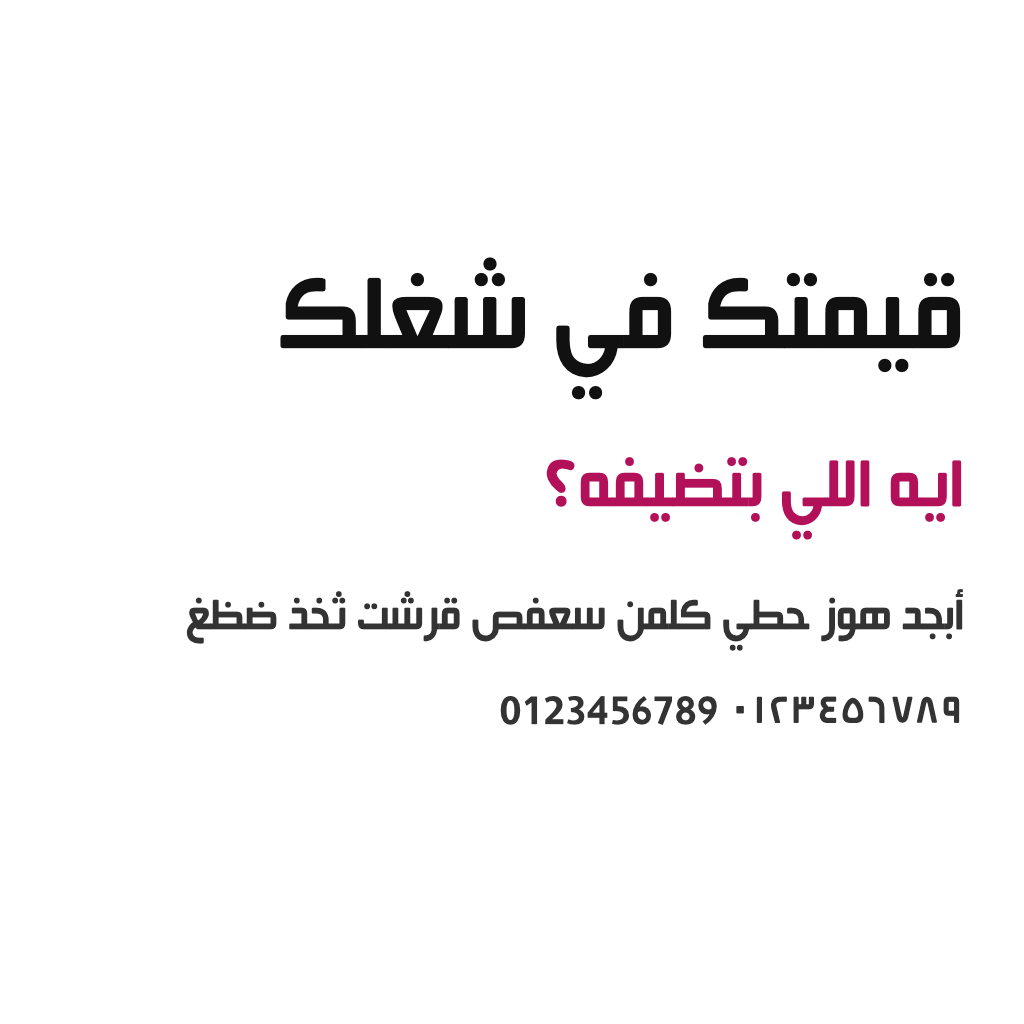 قيمتك في شغلك
ايه اللي بتضيفه؟
أبجد هوز حطي كلمن سعفص قرشت ثخذ ضظغ
0123456789 ٠١٢٣٤٥٦٧٨٩